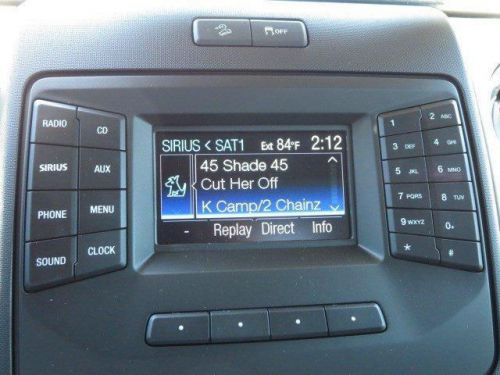 OFF
RADIO
CD
SIRIUS
AUX
PHONE
MENU
SOUND
CLOCK
SIRIUS < SAT1 Ext 84°F 2:12
45 Shade 45
Cut Her Off
K Camp/2 Chainz
- Replay Direct Info
1
2 ABC
3 DEF
4 GHI
5 JKL
6 MNO
7 PQRS
8 TUV
9 WXYZ
0+
*
#